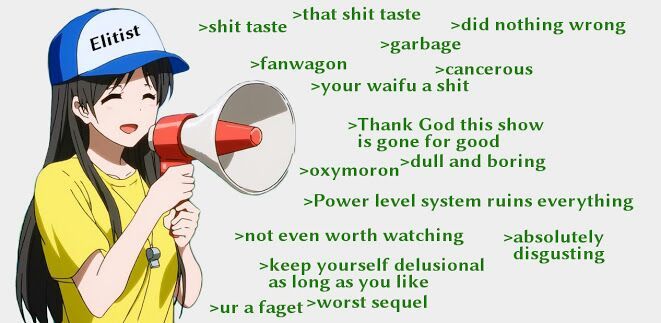 Elitist
>shit taste
>that shit taste
>did nothing wrong
>garbage
>fanwagon
>cancerous
>your waifu a shit
>Thank God this show
is gone for good
>dull and boring
>oxymoron
>Power level system ruins everything
>not even worth watching
>absolutely
disgusting
>keep yourself delusional
as long as you like
>ur a faget
>worst sequel